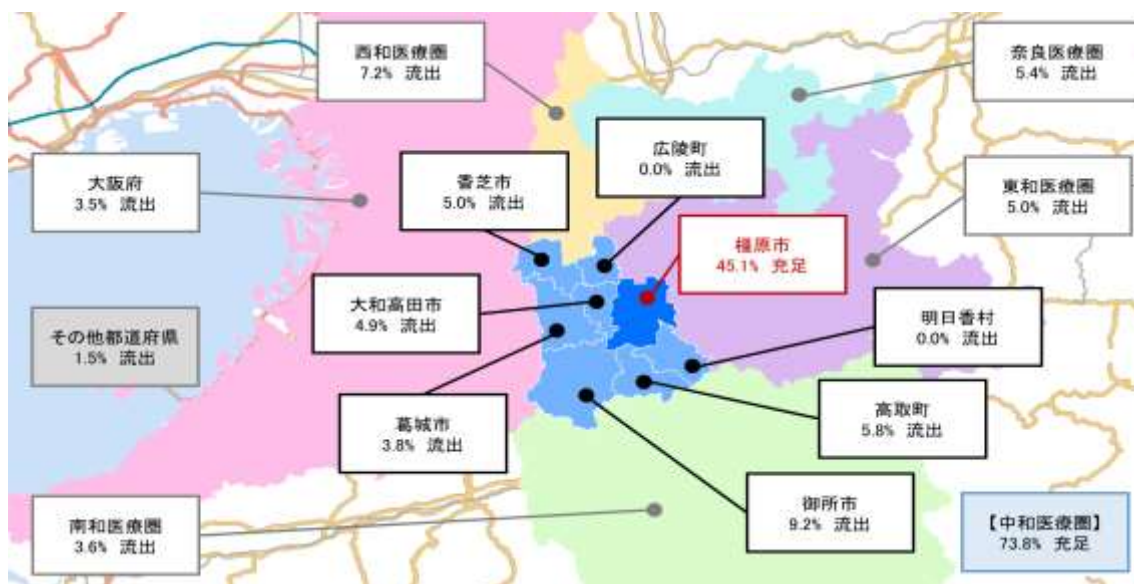 西和医療圏
7.2% 流出
奈良医療圏
5.4% 流出
広陵町
0.0% 流出
香芝市
5.0% 流出
大阪府
3.5% 流出
東和医療圏
5.0% 流出
橿原市
45.1% 充足
大和高田市
4.9% 流出
明日香村
0.0% 流出
その他都道府県
1.5% 流出
高取町
5.8% 流出
葛城市
3.8% 流出
御所市
9.2% 流出
南和医療圏
3.6% 流出
【中和医療圏】
73.8% 充足